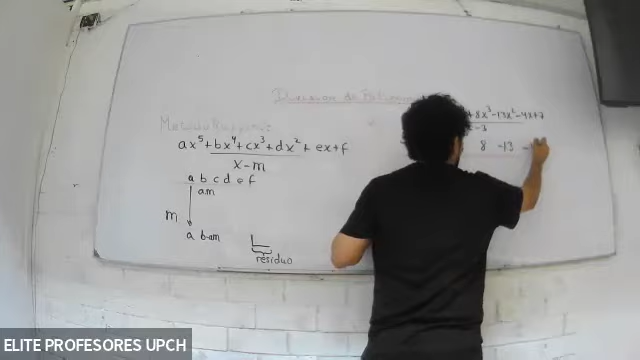 División de Polinomios
Método Ruffini:
ax⁵+bx⁴+cx³+dx²+ex+f
x-m
a b c d e f
am
m
a b+am
residuo
+8x³-13x²-4x+7
-3
8 -13 -
ELITE PROFESORES UPCH